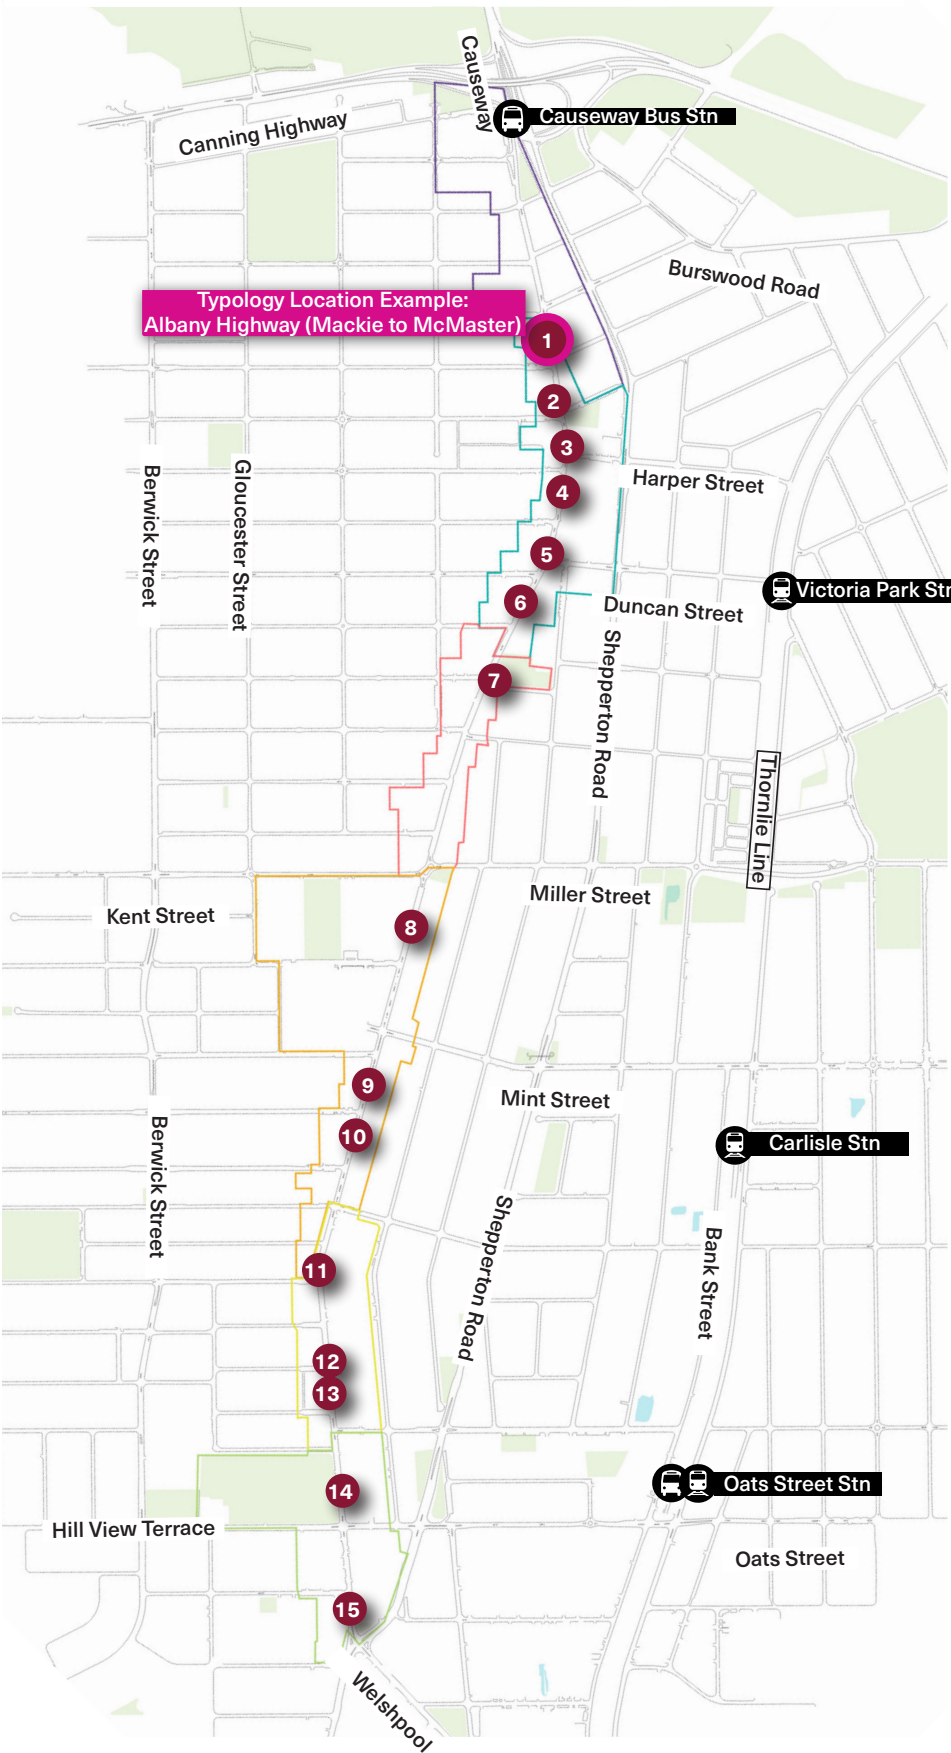 Causeway
Causeway Bus Stn
Canning Highway
Burswood Road
Typology Location Example:
Albany Highway (Mackie to McMaster)
1
2
3
4
Harper Street
Berwick Street
Gloucester Street
5
6
Victoria Park Str
Duncan Street
Shepperton Road
7
Thornlie Line
Miller Street
Kent Street
8
9
Mint Street
10
Carlisle Stn
Berwick Street
Shepperton Road
Bank Street
11
12
13
14
Oats Street Stn
Hill View Terrace
Oats Street
15
Welshpool